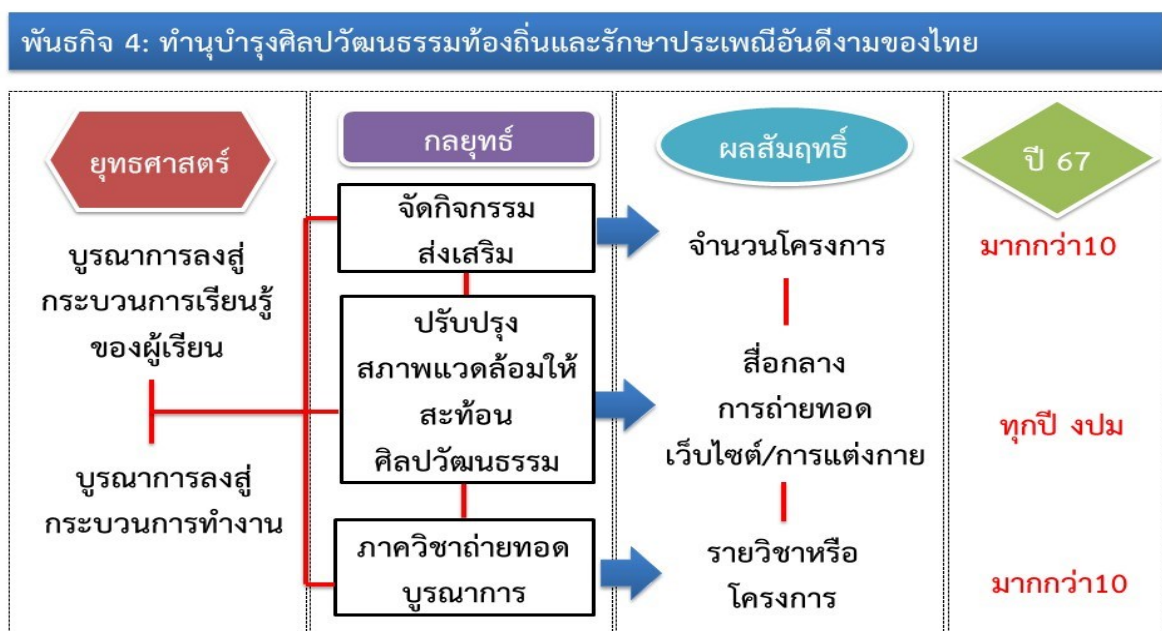 พันธกิจ 4: ทำนุบำรุงศิลปวัฒนธรรมท้องถิ่นและรักษาประเพณีอันดีงามของไทย
ยุทธศาสตร์
บูรณาการลงสู่
กระบวนการเรียนรู้
ของผู้เรียน
บูรณาการลงสู่
กระบวนการทำงาน
กลยุทธ์
จัดกิจกรรม
ส่งเสริม
ปรับปรุง
สภาพแวดล้อมให้
สะท้อน
ศิลปวัฒนธรรม
ภาควิชาถ่ายทอด
บูรณาการ
ผลสัมฤทธิ์
จำนวนโครงการ
สื่อกลาง
การถ่ายทอด
เว็บไซต์/การแต่งกาย
รายวิชาหรือ
โครงการ
ปี 67
มากกว่า10
ทุกปี งปม
มากกว่า10